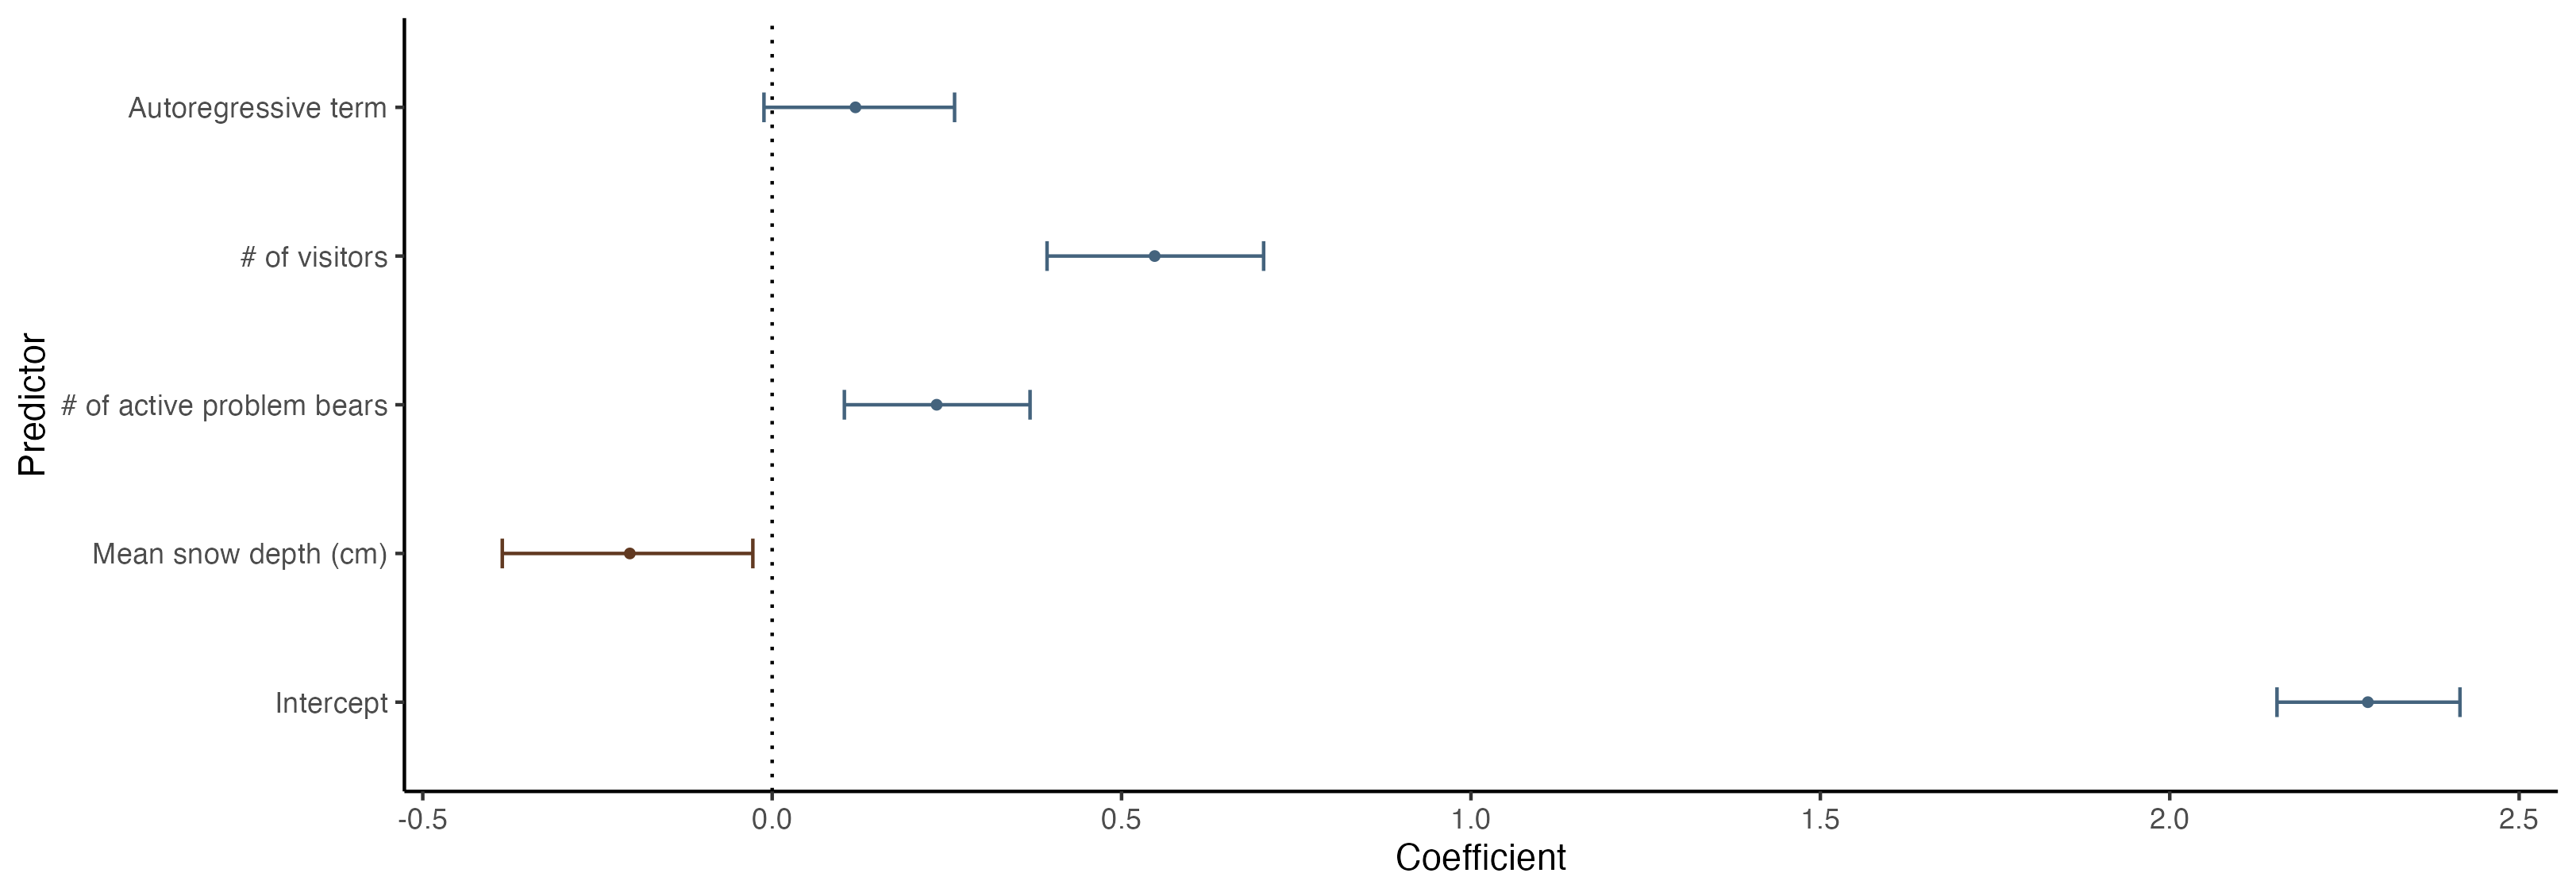 Predictor
Autoregressive term
# of visitors
# of active problem bears
Mean snow depth (cm)
Intercept
-0.5 0.0 0.5 1.0 1.5 2.0 2.5
Coefficient